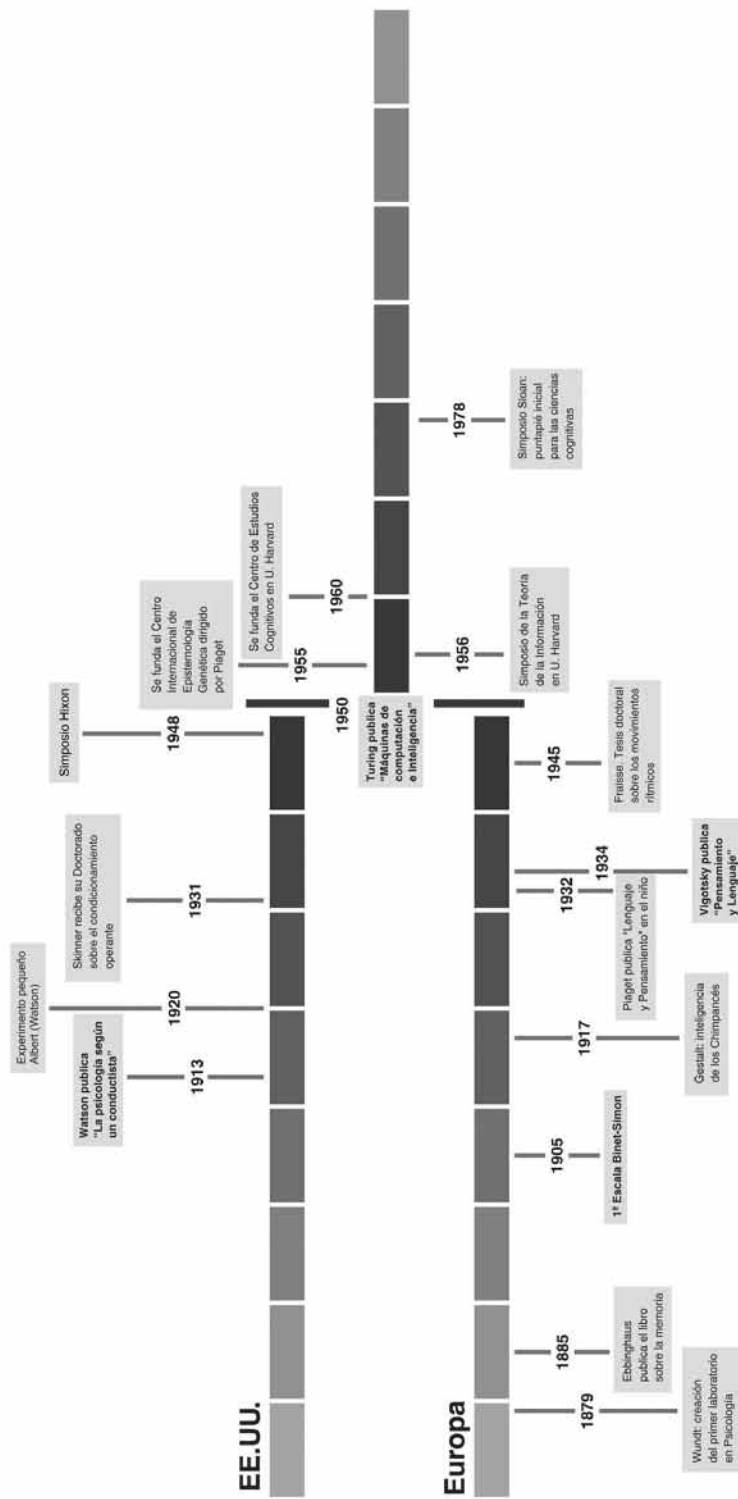 EE.UU.
Experimento pequeño
Albert (Watson)
1920
Watson publica
“La psicología según
un conductista”
1913
Skinner recibe su Doctorado
sobre el condicionamiento
operante
1931
Simposio Hixon
1948
Se funda el Centro
Internacional de
Epistemología
Genética dirigido
por Piaget
1955
Se funda el Centro de Estudios
Cognitivos en U. Harvard
1960
1950
Turing publica
“Máquinas de
computación
e Inteligencia”
1956
Simposio de la Teoría
de la Información
en U. Harvard
1978
Simposio Sloan:
puntapié inicial
para las ciencias
cognitivas
Europa
1879
Wundt: creación
del primer laboratorio
en Psicología
1885
Ebbinghaus
publica el libro
sobre la memoria
1905
1ª Escala Binet-Simon
1917
Gestalt: inteligencia
de los Chimpancés
1932
Piaget publica “Lenguaje
y Pensamiento” en el niño
1934
Vigotsky publica
“Pensamiento
y Lenguaje”
1945
Fraisse. Tesis doctoral
sobre los movimientos
rítmicos